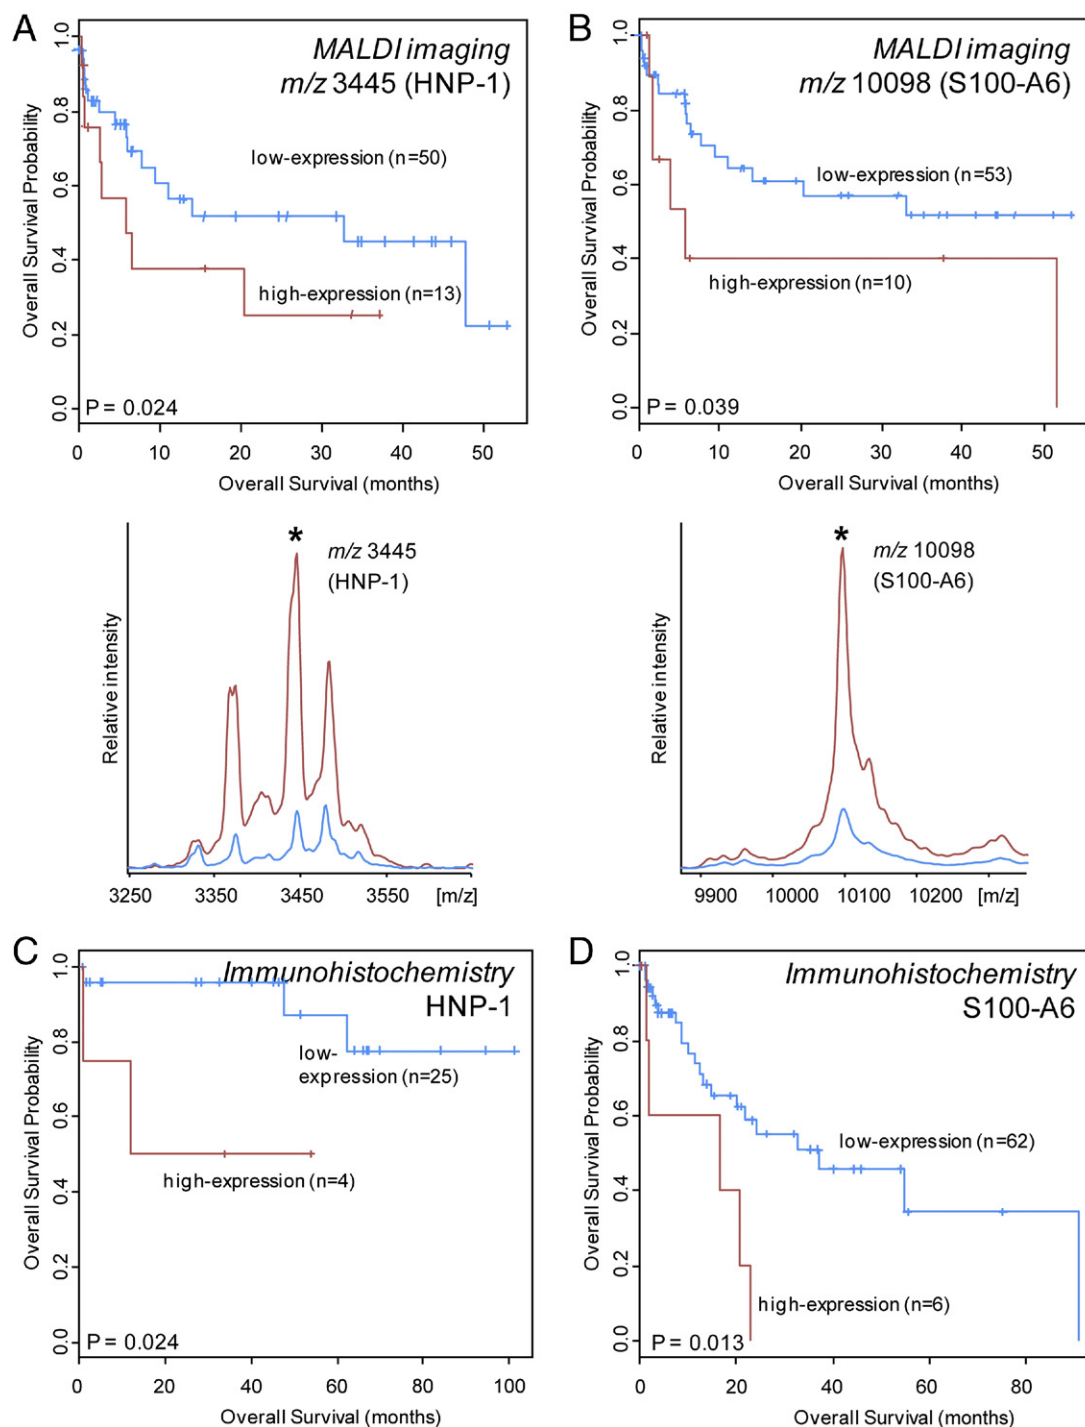 A
MALDI imaging
m/z 3445 (HNP-1)
Overall Survival Probability
1.0
0.8
0.6
0.4
0.2
0.0
low-expression (n=50)
high-expression (n=13)
P = 0.024
0 10 20 30 40 50
Overall Survival (months)
B
MALDI imaging
m/z 10098 (S100-A6)
Overall Survival Probability
1.0
0.8
0.6
0.4
0.2
0.0
low-expression (n=53)
high-expression (n=10)
P = 0.039
0 10 20 30 40 50
Overall Survival (months)
*
m/z 3445
(HNP-1)
Relative intensity
3250 3350 3450 3550 [m/z]
*
m/z 10098
(S100-A6)
Relative intensity
9900 10000 10100 10200 [m/z]
C
Immunohistochemistry
HNP-1
Overall Survival Probability
1.0
0.8
0.6
0.4
0.2
0.0
low-
expression (n=25)
high-expression (n=4)
P = 0.024
0 20 40 60 80 100
Overall Survival (months)
D
Immunohistochemistry
S100-A6
Overall Survival Probability
1.0
0.8
0.6
0.4
0.2
0.0
low-expression (n=62)
high-expression (n=6)
P = 0.013
0 20 40 60 80
Overall Survival (months)